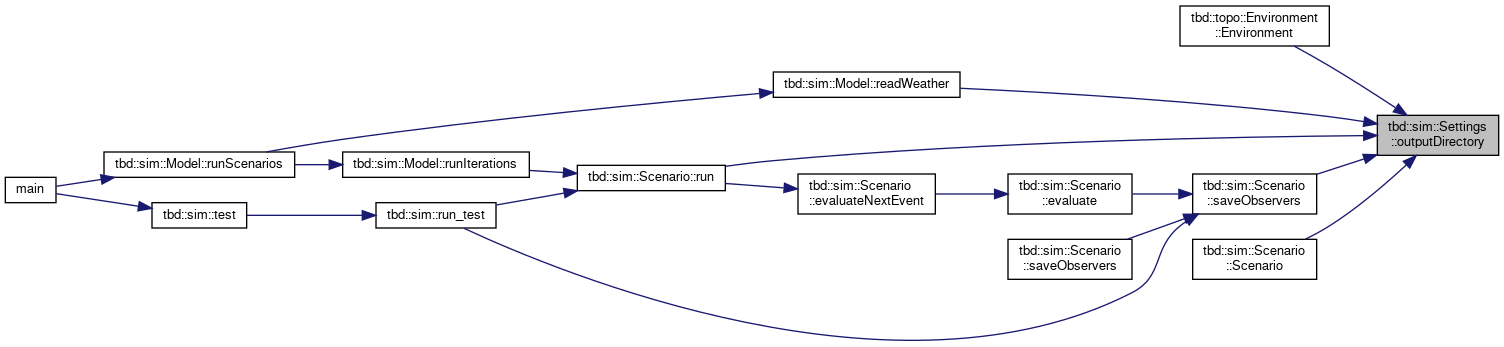 tbd::topo::Environment
::Environment
tbd::sim::Model::readWeather
tbd::sim::Settings
::outputDirectory
tbd::sim::Model::runScenarios
tbd::sim::Model::runIterations
tbd::sim::Scenario::run
main
tbd::sim::Scenario
::evaluateNextEvent
tbd::sim::Scenario
::evaluate
tbd::sim::Scenario
::saveObservers
tbd::sim::test
tbd::sim::run_test
tbd::sim::Scenario
::saveObservers
tbd::sim::Scenario
::Scenario